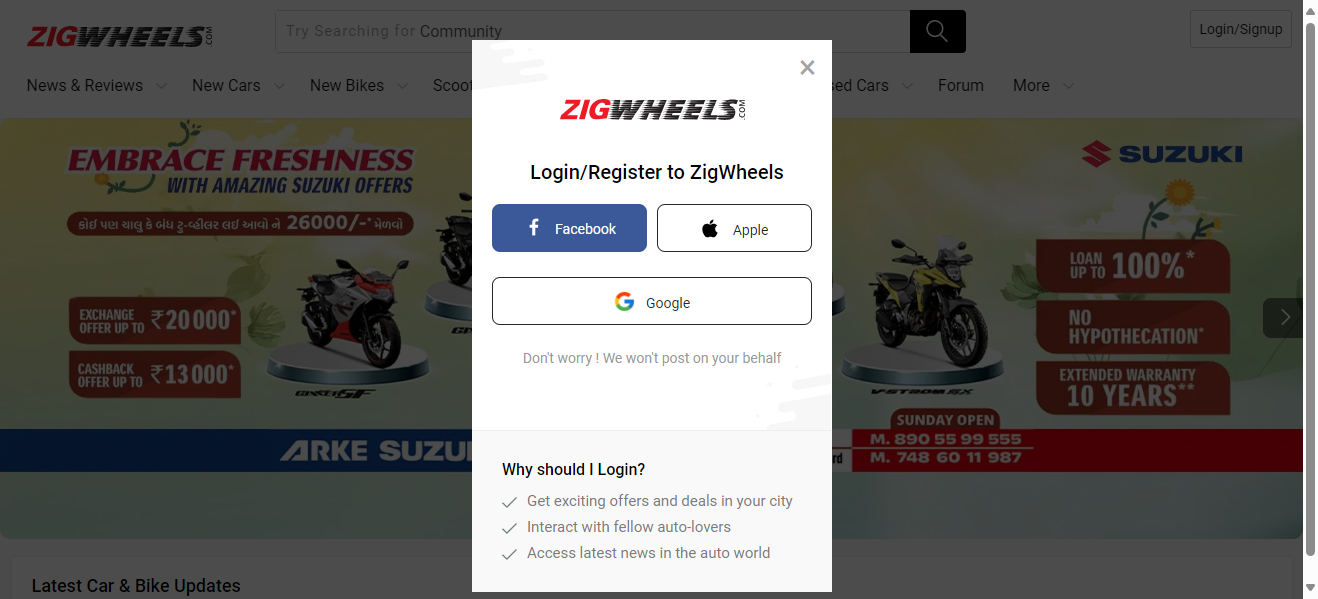 ZIGWHEELS.COM
Try Searching for Community
Login/Signup
News & Reviews
New Cars
New Bikes
Scoot
sed Cars
Forum
More
EMBRACE FRESHNESS
WITH AMAZING SUZUKI OFFERS
કોઈ પણ ચાલુ કે બંધ ટુ-વ્હીલર લઈ આવો ને 26000/-* મેળવો
EXCHANGE OFFER UP TO ₹20000*
CASHBACK OFFER UP TO ₹13000*
GIXXER SF
ARKE SUZU
ZIGWHEELS.COM
Login/Register to ZigWheels
Facebook
Apple
Google
Don't worry ! We won't post on your behalf
Why should I Login?
Get exciting offers and deals in your city
Interact with fellow auto-lovers
Access latest news in the auto world
SUZUKI
LOAN UP TO 100%*
NO HYPOTHECATION*
EXTENDED WARRANTY
10 YEARS**
V-STROM SX
SUNDAY OPEN
rd
M. 890 55 99 555
M. 748 60 11 987
Latest Car & Bike Updates